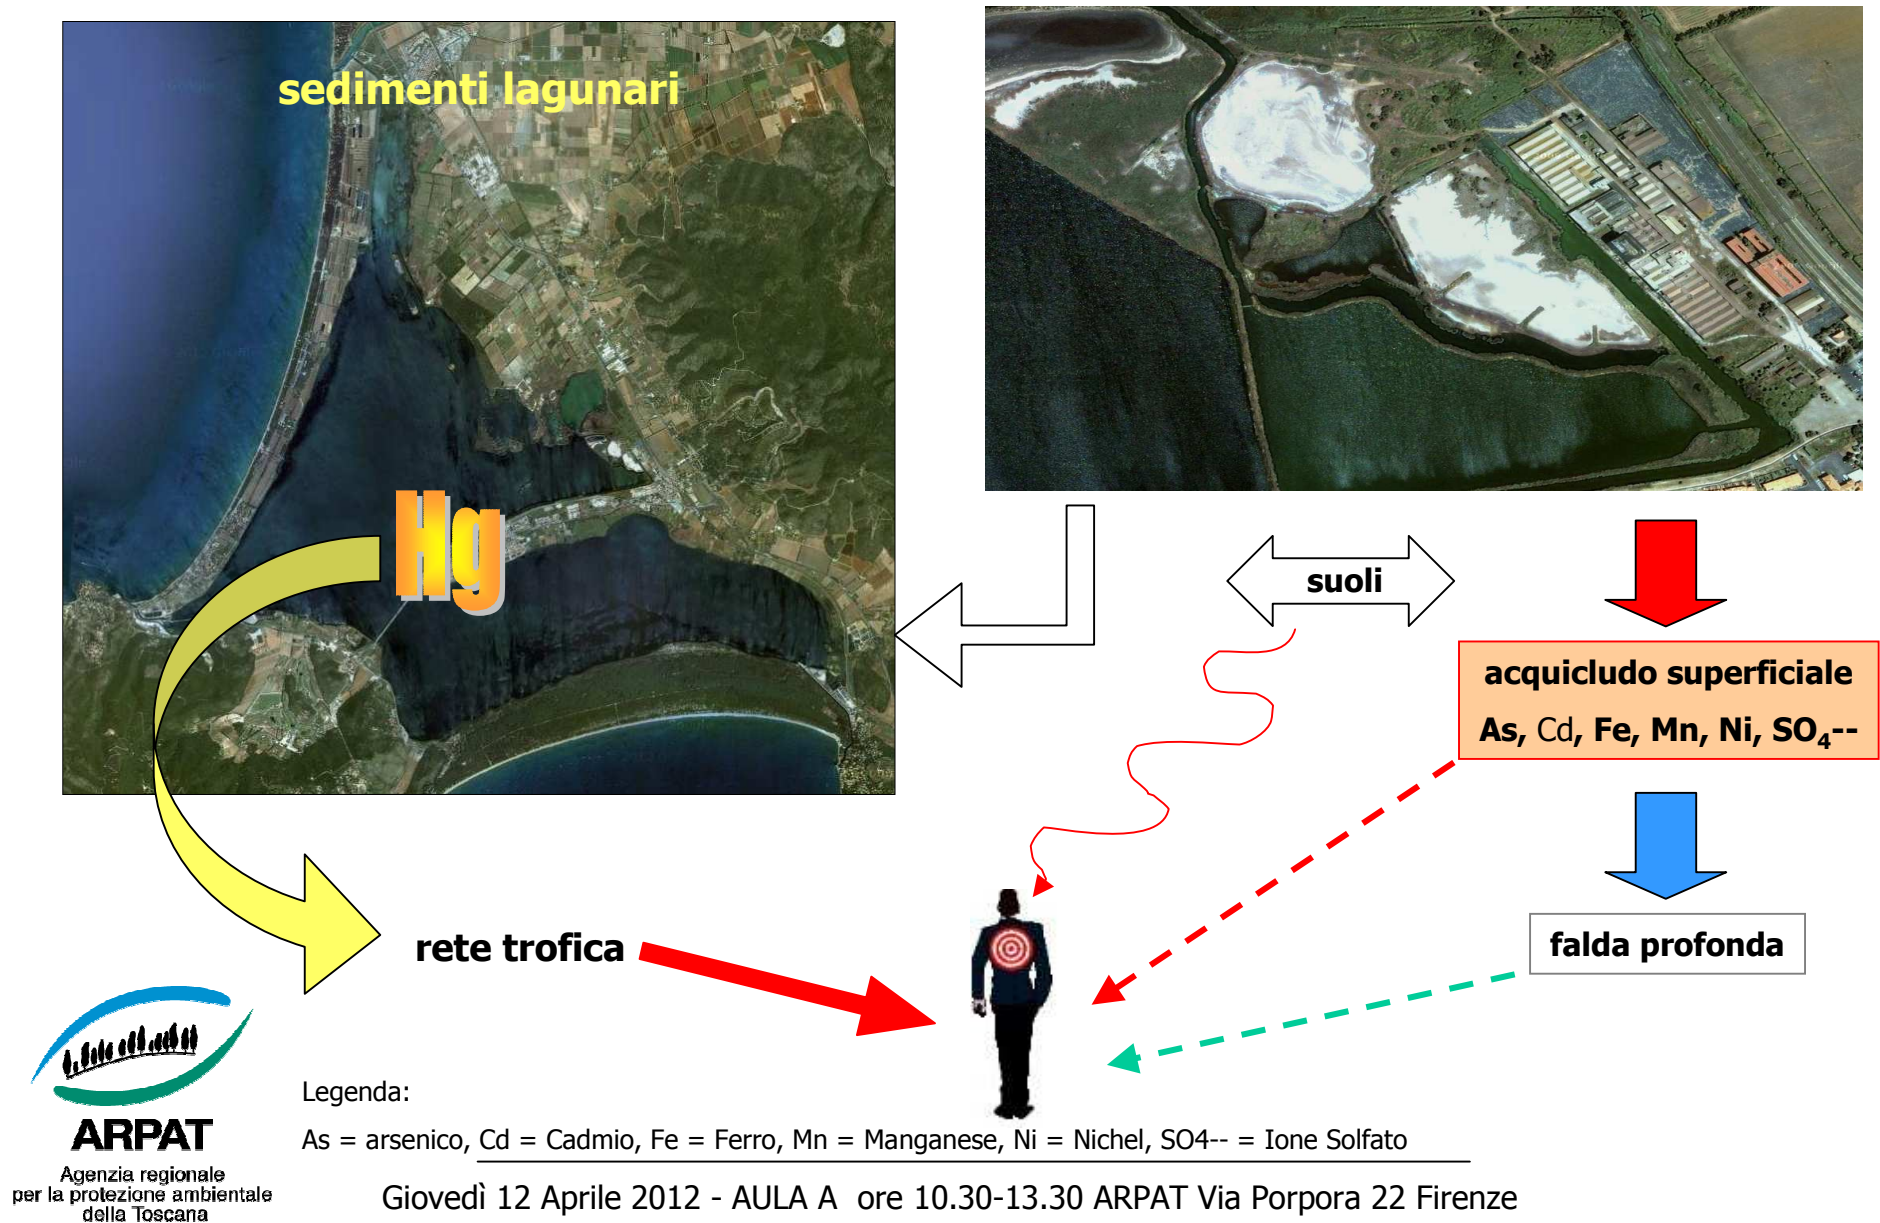 sedimenti lagunari
Hg
suoli
acquicludo superficiale
As, Cd, Fe, Mn, Ni, SO₄--
falda profonda
rete trofica
Legenda:
As = arsenico, Cd = Cadmio, Fe = Ferro, Mn = Manganese, Ni = Nichel, SO4-- = Ione Solfato
ARPAT
Agenzia regionale
per la protezione ambientale
della Toscana
Giovedì 12 Aprile 2012 - AULA A ore 10.30-13.30 ARPAT Via Porpora 22 Firenze